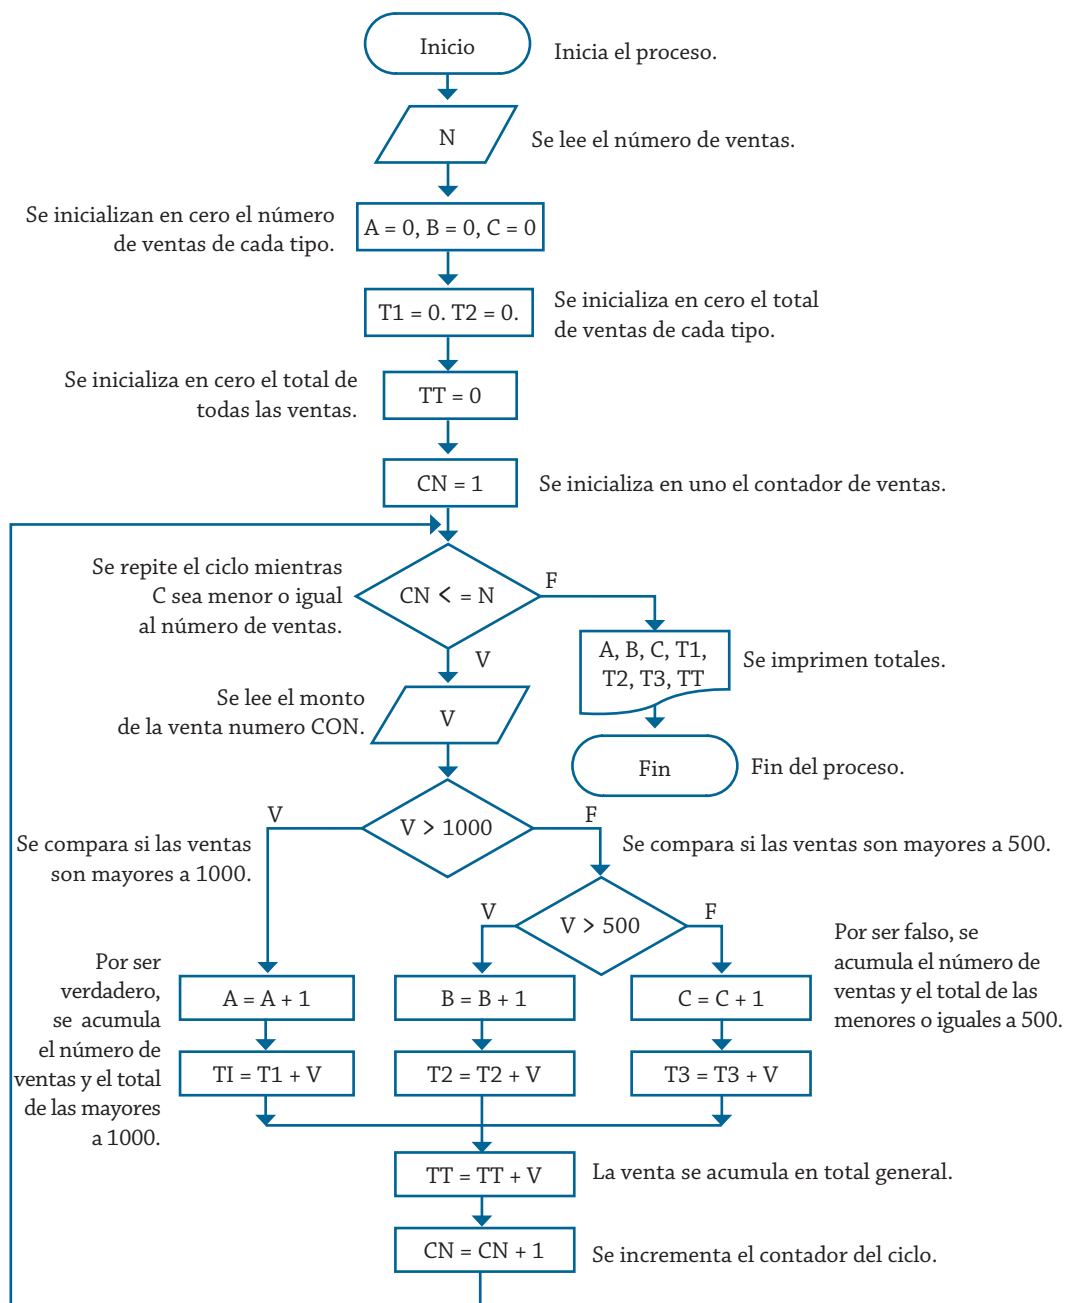 Inicio
Inicia el proceso.
N
Se lee el número de ventas.
Se inicializan en cero el número
de ventas de cada tipo.
A = 0, B = 0, C = 0
T1 = 0. T2 = 0.
Se inicializa en cero el total
de ventas de cada tipo.
Se inicializa en cero el total de
todas las ventas.
TT = 0
CN = 1
Se inicializa en uno el contador de ventas.
Se repite el ciclo mientras
C sea menor o igual
al número de ventas.
CN < = N
F
V
A, B, C, T1,
T2, T3, TT
Se imprimen totales.
Se lee el monto
de la venta numero CON.
V
Fin
Fin del proceso.
V
V > 1000
F
Se compara si las ventas
son mayores a 1000.
Se compara si las ventas son mayores a 500.
V
V > 500
F
Por ser
verdadero,
se acumula
el número de
ventas y el total
de las mayores
a 1000.
A = A + 1
B = B + 1
C = C + 1
Por ser falso, se
acumula el número de
ventas y el total de las
menores o iguales a 500.
TI = T1 + V
T2 = T2 + V
T3 = T3 + V
TT = TT + V
La venta se acumula en total general.
CN = CN + 1
Se incrementa el contador del ciclo.